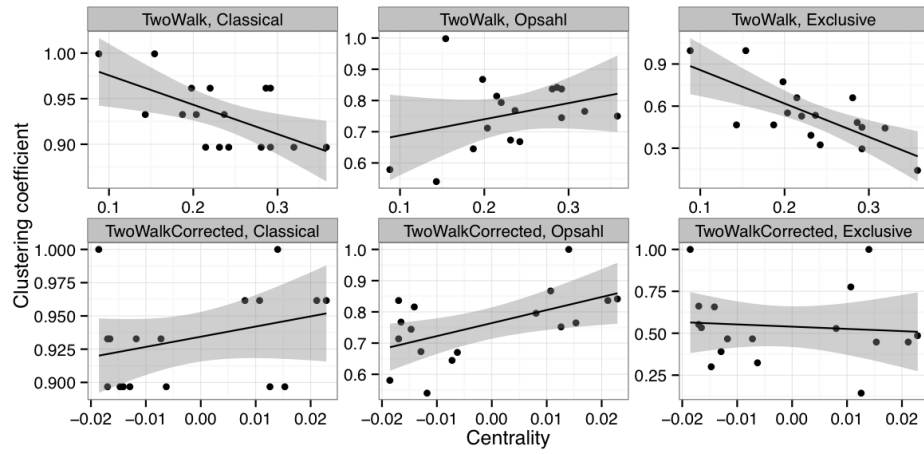 TwoWalk, Classical
TwoWalk, Opsahl
TwoWalk, Exclusive
1.00
0.95
0.90
1.0
0.9
0.8
0.7
0.6
0.9
0.6
0.3
0.1 0.2 0.3
0.1 0.2 0.3
0.1 0.2 0.3
Clustering coefficient
TwoWalkCorrected, Classical
TwoWalkCorrected, Opsahl
TwoWalkCorrected, Exclusive
1.000
0.975
0.950
0.925
0.900
1.0
0.9
0.8
0.7
0.6
1.00
0.75
0.50
0.25
−0.02 −0.01 0.00 0.01 0.02
−0.02 −0.01 0.00 0.01 0.02
−0.02 −0.01 0.00 0.01 0.02
Centrality